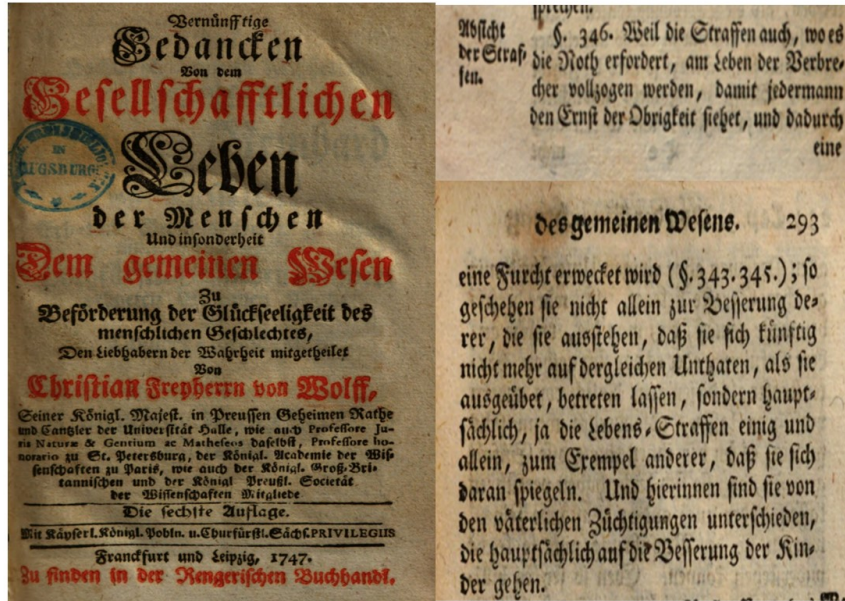 Vernünfftige
Gedancken
Von dem
Gesellschafftlichen
Leben
der Menschen
Und insonderheit
Dem gemeinen Wesen
Zu
Beförderung der Glückseeligkeit des
menschlichen Geschlechtes,
Den Liebhabern der Wahrheit mitgetheilet
Von
Christian Freyherrn von Wolff,
Seiner Königl. Majest. in Preussen Geheimen Rathe
und Cantzler der Universität Halle, wie auch Professore Ju-
ris Naturæ & Gentium ac Matheseos daselbst, Professore ho-
norario zu St. Petersburg, der Königl. Academie der Wis-
senschaften zu Paris, wie auch der Königl. Groß-Bri-
tannischen und der Königl Preußl. Societät
der Wissenschaften Mitgliede
Die sechste Auflage.
Mit Käyserl. Königl. Pohln. u. Churfürstl. Sächs. PRIVILEGIIS
Franckfurt und Leipzig, 1747.
Zu finden in der Rengerischen Buchhandl.
IN
AUGSBURG
sprechen.
Absicht
der Straf-
fen.
§. 346. Weil die Straffen auch, wo es
die Noth erfordert, am Leben der Verbre-
cher vollzogen werden, damit jedermann
den Ernst der Obrigkeit siehet, und dadurch
eine
des gemeinen Wesens. 293
eine Furcht erwecket wird (§. 343. 345.); so
geschehen sie nicht allein zur Besserung de-
rer, die sie ausstehen, daß sie sich künftig
nicht mehr auf dergleichen Unthaten, als sie
ausgeübet, betreten lassen, sondern haupt-
sächlich, ja die Lebens-Straffen einig und
allein, zum Exempel anderer, daß sie sich
daran spiegeln. Und hierinnen sind sie von
den väterlichen Züchtigungen unterschieden,
die hauptsächlich auf die Besserung der Kin-
der gehen.